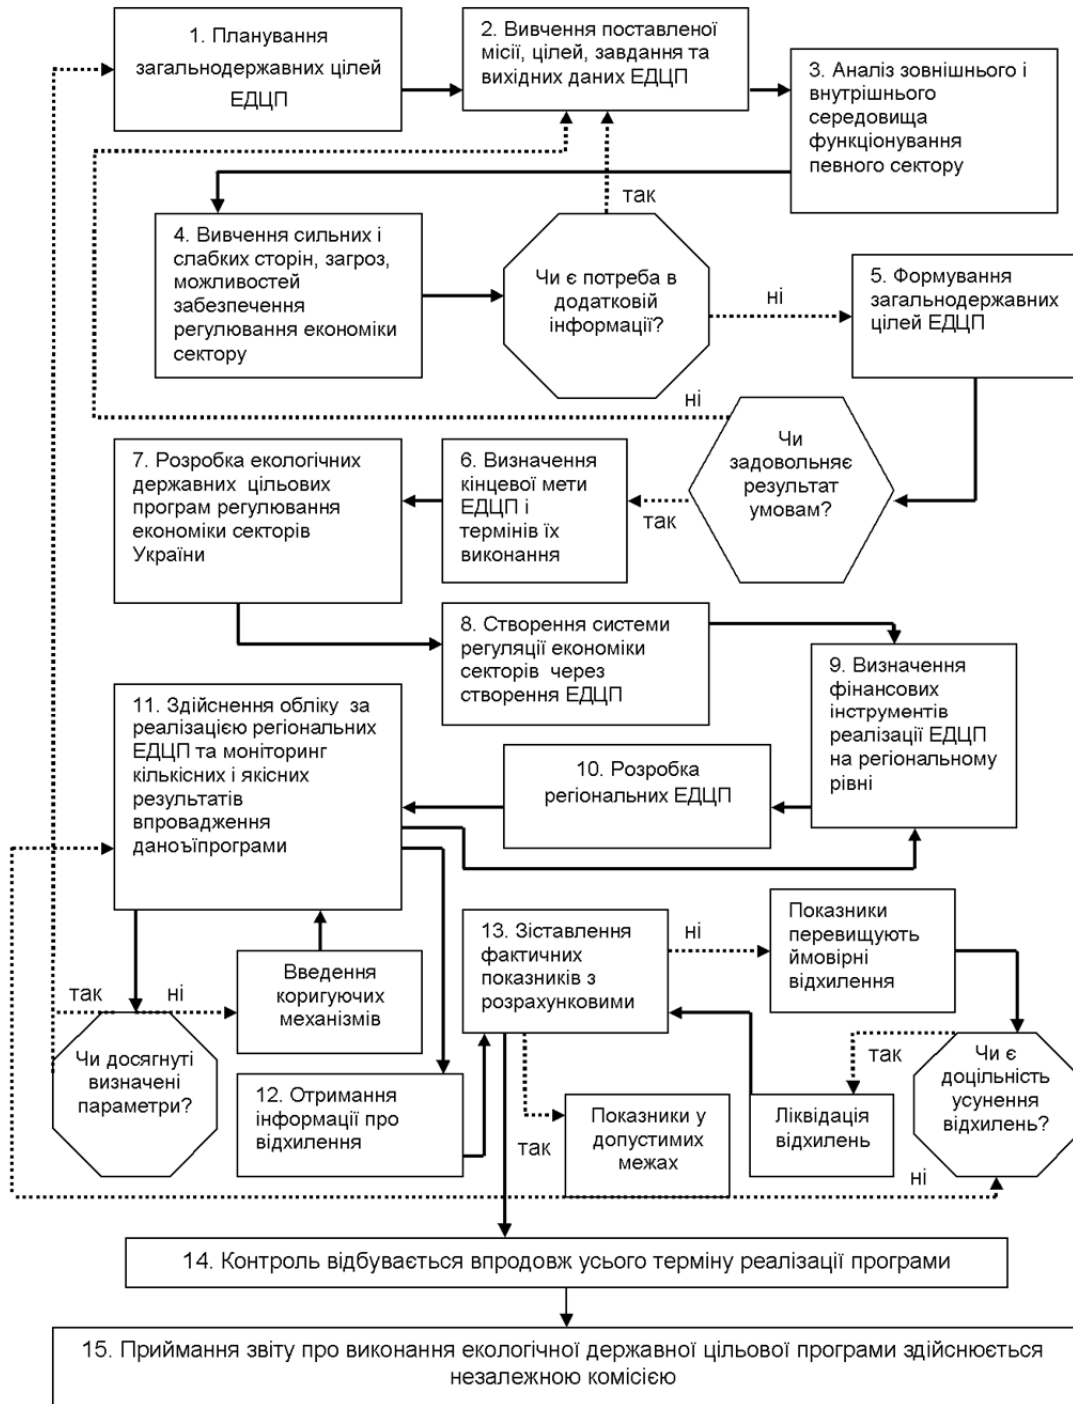 1. Планування
загальнодержавних цілей
ЕДЦП
2. Вивчення поставленої
місії, цілей, завдання та
вихідних даних ЕДЦП
3. Аналіз зовнішнього і
внутрішнього
середовища
функціонування
певного сектору
так
4. Вивчення сильних і
слабких сторін, загроз,
можливостей
забезпечення
регулювання економіки
сектору
Чи є потреба в
додатковій
інформації?
ні
5. Формування
загальнодержавних
цілей ЕДЦП
ні
Чи
задовольняє
результат
умовам?
так
6. Визначення
кінцевої мети
ЕДЦП і
термінів їх
виконання
7. Розробка екологічних
державних цільових
програм регулювання
економіки секторів
України
8. Створення системи
регуляції економіки
секторів через
створення ЕДЦП
9. Визначення
фінансових
інструментів
реалізації ЕДЦП
на регіональному
рівні
10. Розробка
регіональних ЕДЦП
11. Здійснення обліку за
реалізацією регіональних
ЕДЦП та моніторинг
кількісних і якісних
результатів
впровадження
даноъїпрограми
так
ні
Введення
коригуючих
механізмів
Чи досягнуті
визначені
параметри?
12. Отримання
інформації про
відхилення
13. Зіставлення
фактичних
показників з
розрахунковими
ні
Показники
перевищують
ймовірні
відхилення
так
Чи є
доцільність
усунення
відхилень?
Ліквідація
відхилень
так
Показники у
допустимих
межах
ні
14. Контроль відбувається впродовж усього терміну реалізації програми
15. Приймання звіту про виконання екологічної державної цільової програми здійснюється
незалежною комісією